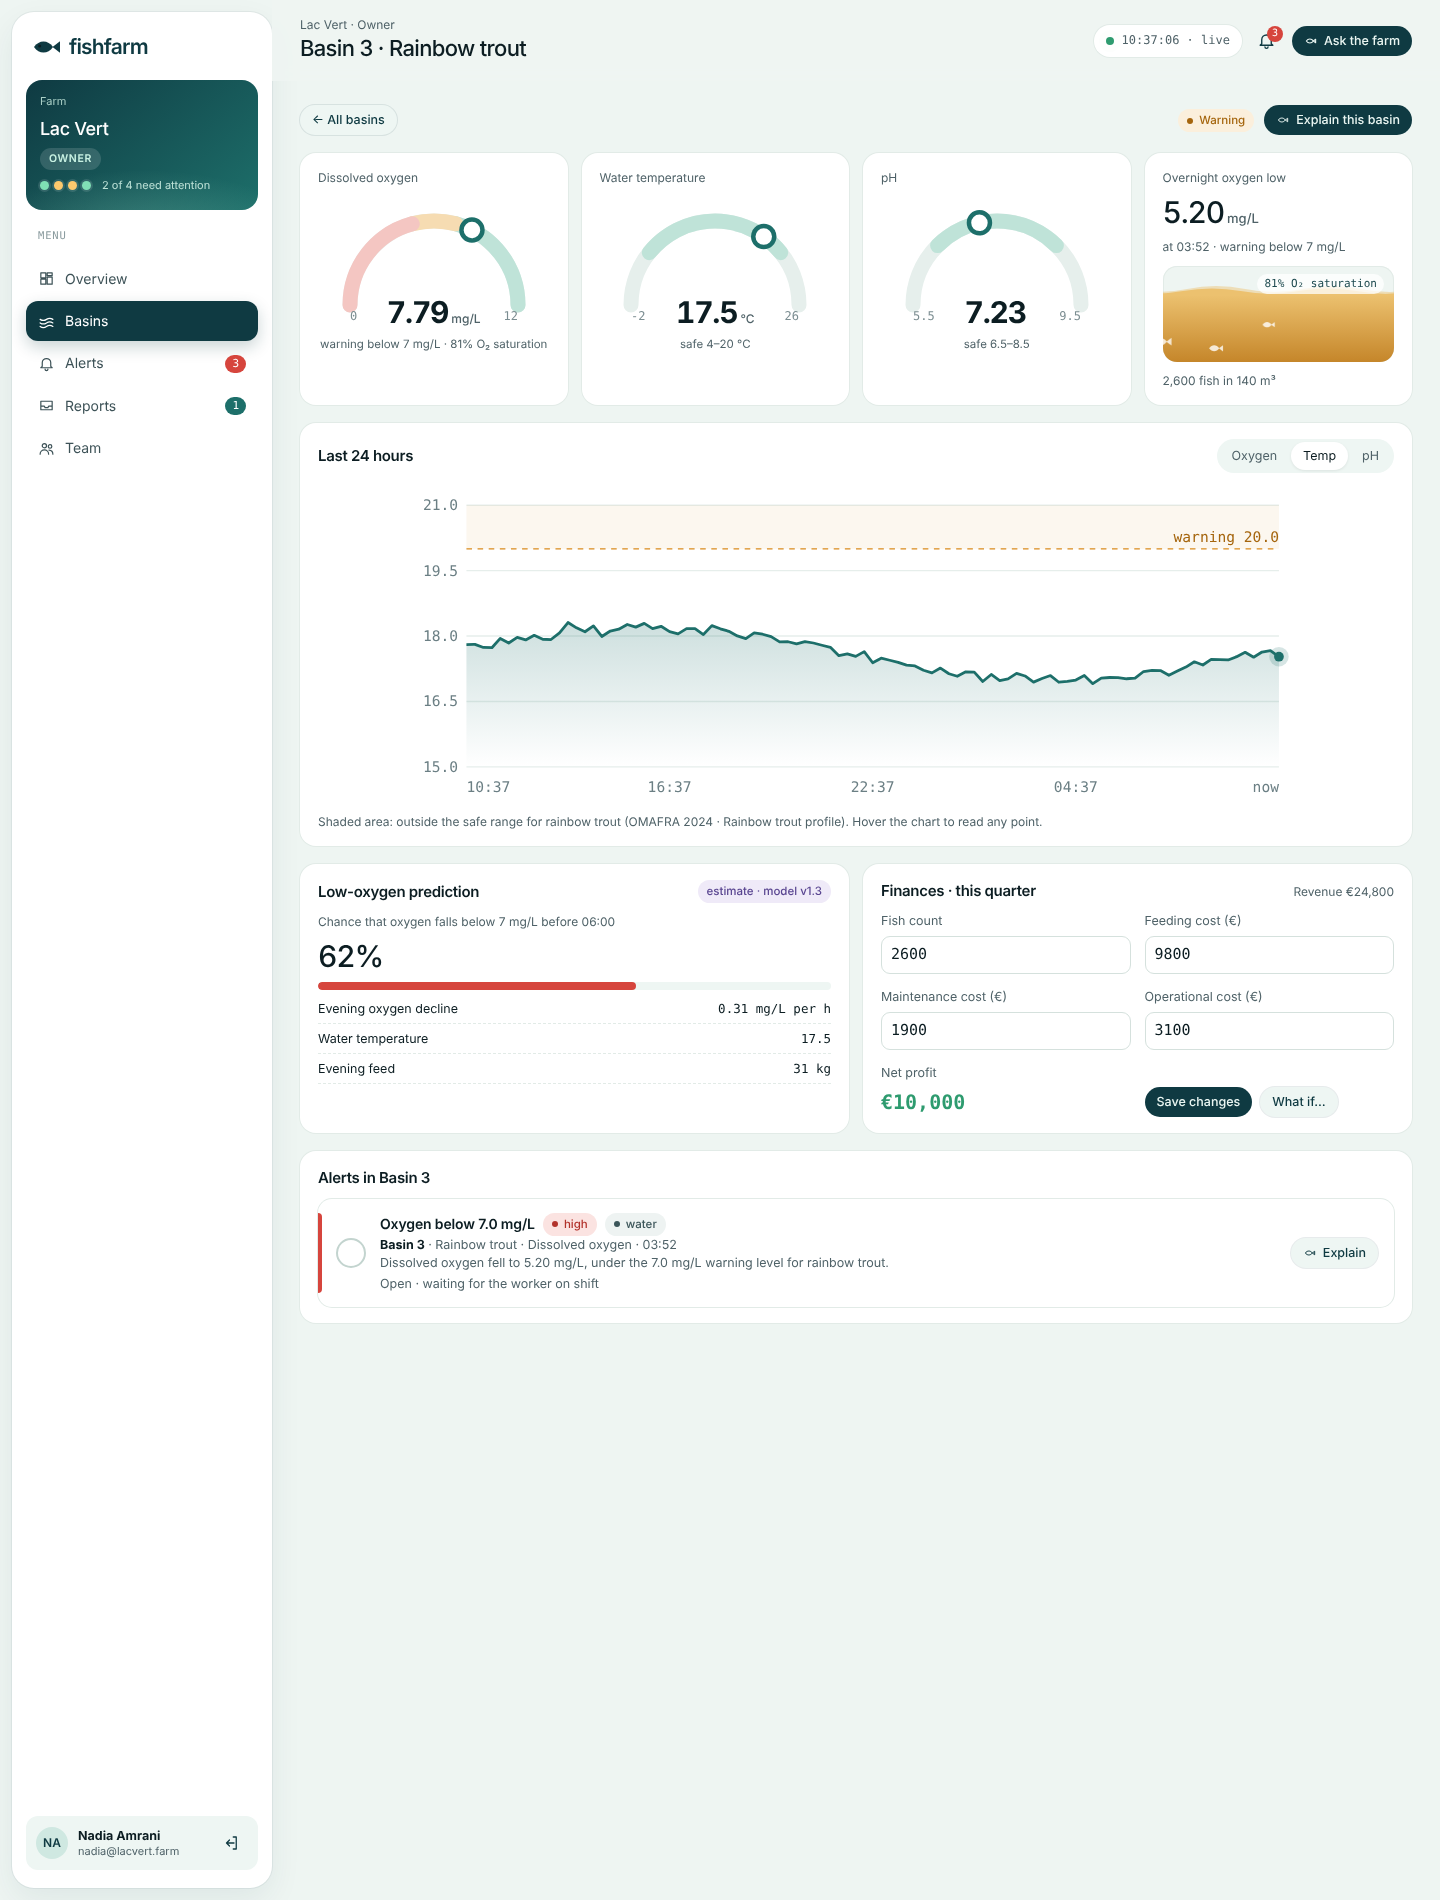 fishfarm
Farm
Lac Vert
OWNER
2 of 4 need attention
MENU
Overview
Basins
Alerts 3
Reports 1
Team
NA
Nadia Amrani
nadia@lacvert.farm
Lac Vert · Owner
Basin 3 · Rainbow trout
10:37:06 · live
3
Ask the farm
← All basins
Warning
Explain this basin
Dissolved oxygen
0 7.79 mg/L 12
warning below 7 mg/L · 81% O₂ saturation
Water temperature
-2 17.5 °C 26
safe 4–20 °C
pH
5.5 7.23 9.5
safe 6.5–8.5
Overnight oxygen low
5.20 mg/L
at 03:52 · warning below 7 mg/L
81% O₂ saturation
2,600 fish in 140 m³
Last 24 hours
Oxygen Temp pH
21.0
warning 20.0
19.5
18.0
16.5
15.0
10:37 16:37 22:37 04:37 now
Shaded area: outside the safe range for rainbow trout (OMAFRA 2024 · Rainbow trout profile). Hover the chart to read any point.
Low-oxygen prediction
estimate · model v1.3
Chance that oxygen falls below 7 mg/L before 06:00
62%
Evening oxygen decline 0.31 mg/L per h
Water temperature 17.5
Evening feed 31 kg
Finances · this quarter
Revenue €24,800
Fish count Feeding cost (€)
2600 9800
Maintenance cost (€) Operational cost (€)
1900 3100
Net profit
€10,000
Save changes What if…
Alerts in Basin 3
Oxygen below 7.0 mg/L high water
Basin 3 · Rainbow trout · Dissolved oxygen · 03:52
Dissolved oxygen fell to 5.20 mg/L, under the 7.0 mg/L warning level for rainbow trout.
Open · waiting for the worker on shift
Explain